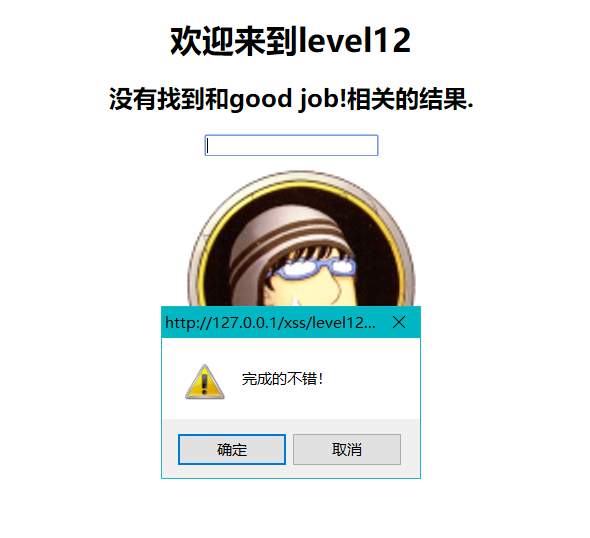 欢迎来到level12
没有找到和good job!相关的结果.
http://127.0.0.1/xss/level12...
完成的不错!
确定
取消